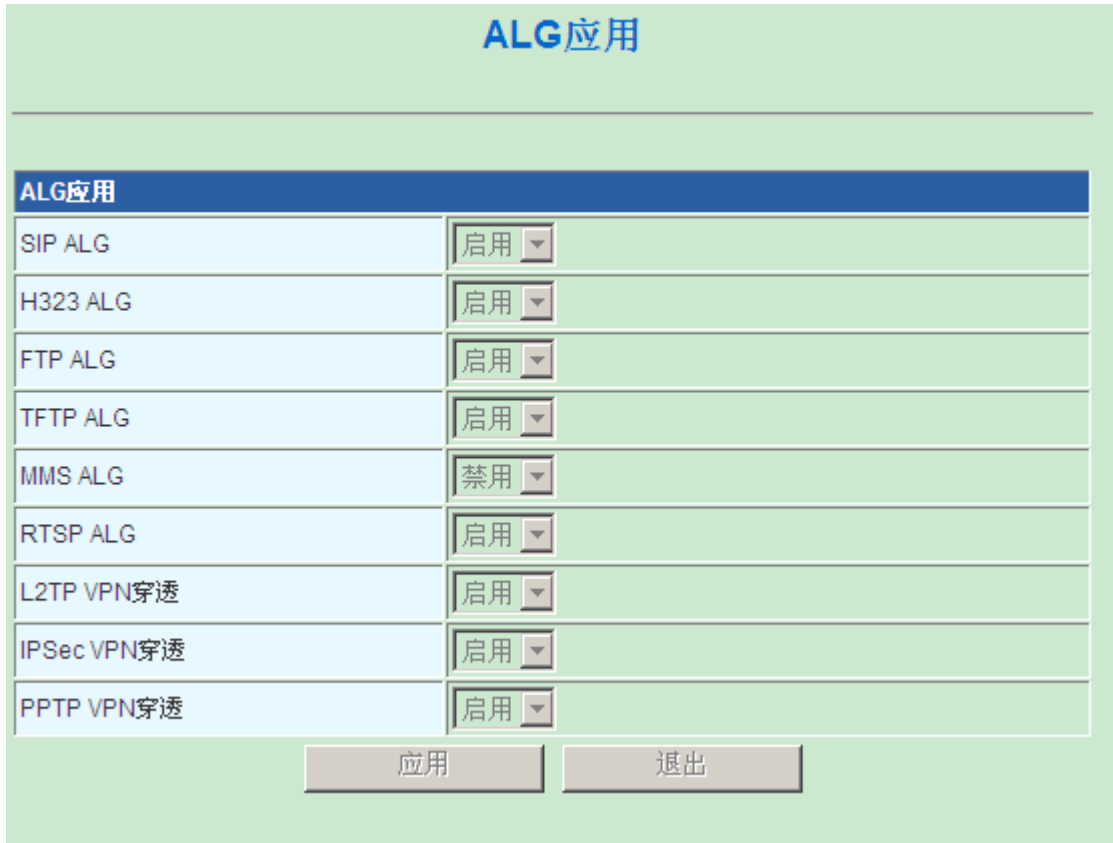 ALG应用
ALG应用
SIP ALG 启用
H323 ALG 启用
FTP ALG 启用
TFTP ALG 启用
MMS ALG 禁用
RTSP ALG 启用
L2TP VPN穿透 启用
IPSec VPN穿透 启用
PPTP VPN穿透 启用
应用 退出